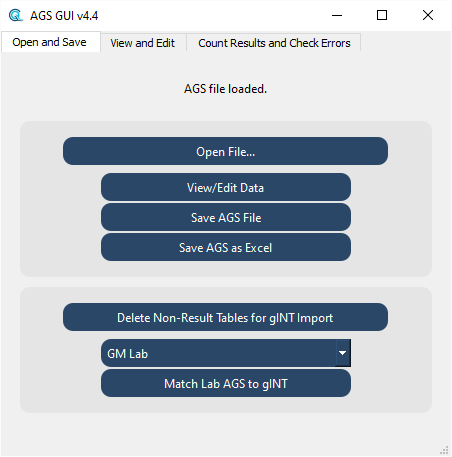 AGS GUI v4.4
Open and Save
View and Edit
Count Results and Check Errors
AGS file loaded.
Open File...
View/Edit Data
Save AGS File
Save AGS as Excel
Delete Non-Result Tables for gINT Import
GM Lab
Match Lab AGS to gINT